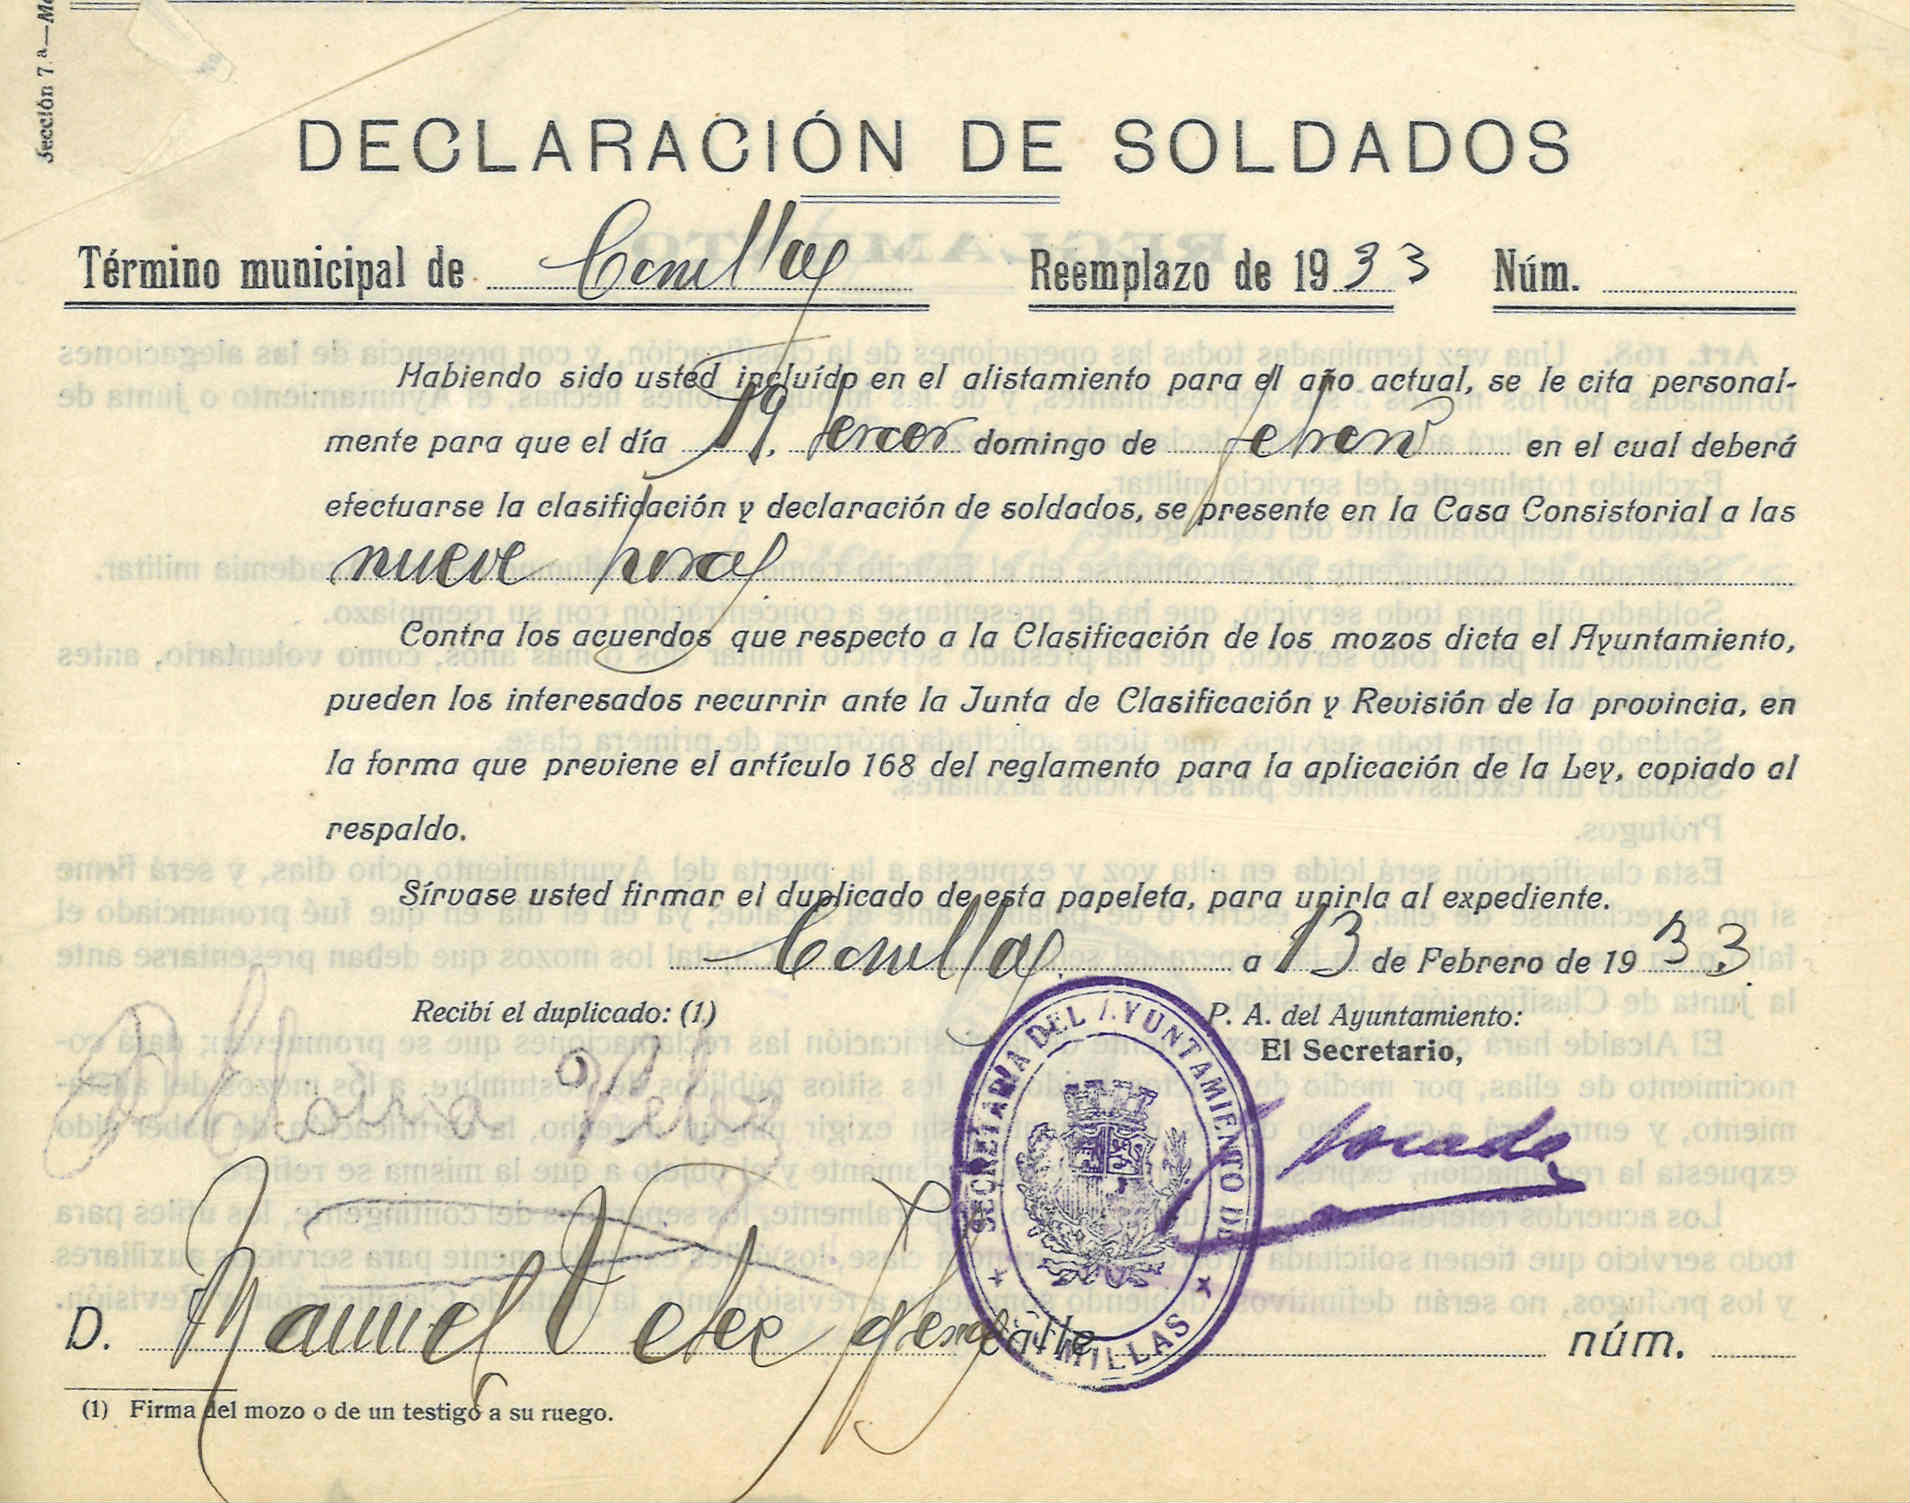 Sección 7.ª—Mo
DECLARACIÓN DE SOLDADOS
Término municipal de Comillas Reemplazo de 1933 Núm.
Habiendo sido usted incluído en el alistamiento para el año actual, se le cita personal-
mente para que el día 19, tercer domingo de febrero en el cual deberá
efectuarse la clasificación y declaración de soldados, se presente en la Casa Consistorial a las
nueve horas
Contra los acuerdos que respecto a la Clasificación de los mozos dicta el Ayuntamiento,
pueden los interesados recurrir ante la Junta de Clasificación y Revisión de la provincia, en
la forma que previene el artículo 168 del reglamento para la aplicación de la Ley, copiado al
respaldo.
Sírvase usted firmar el duplicado de esta papeleta, para unirla al expediente.
Comillas a 13 de Febrero de 1933
Recibí el duplicado: (1)
P. A. del Ayuntamiento:
El Secretario,
SECRETARIA DEL AYUNTAMIENTO DE COMILLAS
D. Manuel Velez calle núm.
(1) Firma del mozo o de un testigo a su ruego.